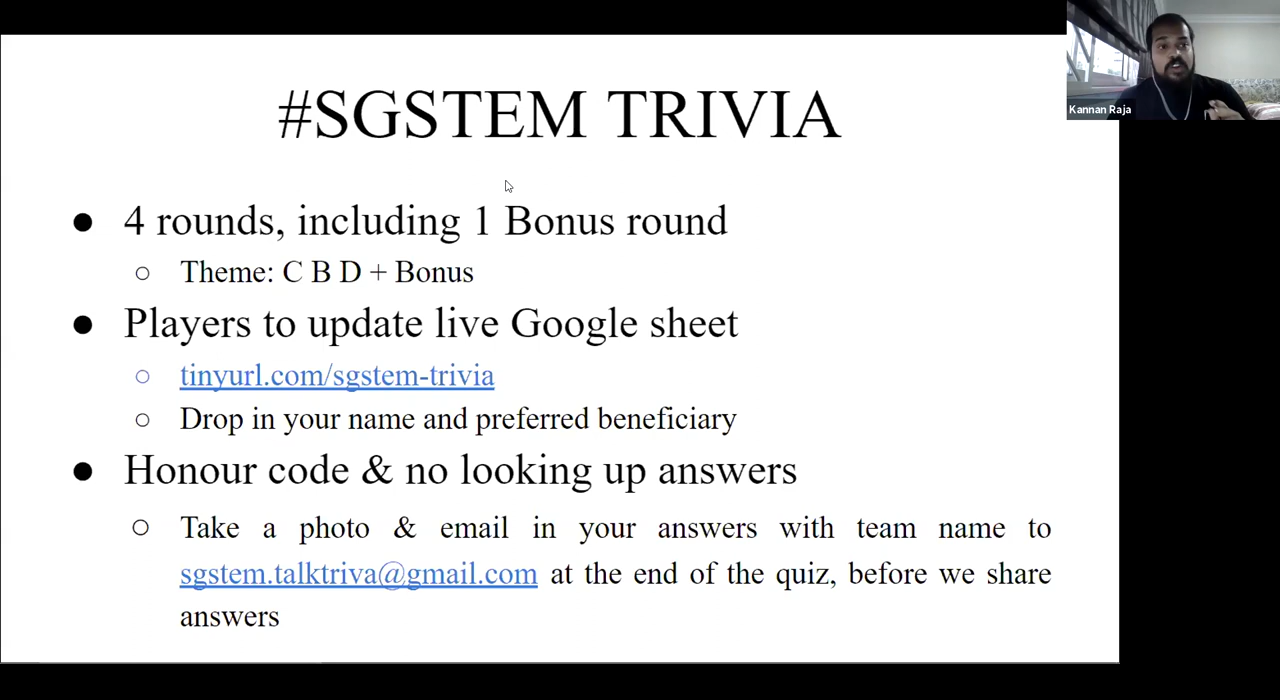 #SGSTEM TRIVIA
Kannan Raja
● 4 rounds, including 1 Bonus round
○ Theme: C B D + Bonus
● Players to update live Google sheet
○ tinyurl.com/sgstem-trivia
○ Drop in your name and preferred beneficiary
● Honour code & no looking up answers
○ Take a photo & email in your answers with team name to
sgstem.talktriva@gmail.com at the end of the quiz, before we share
answers